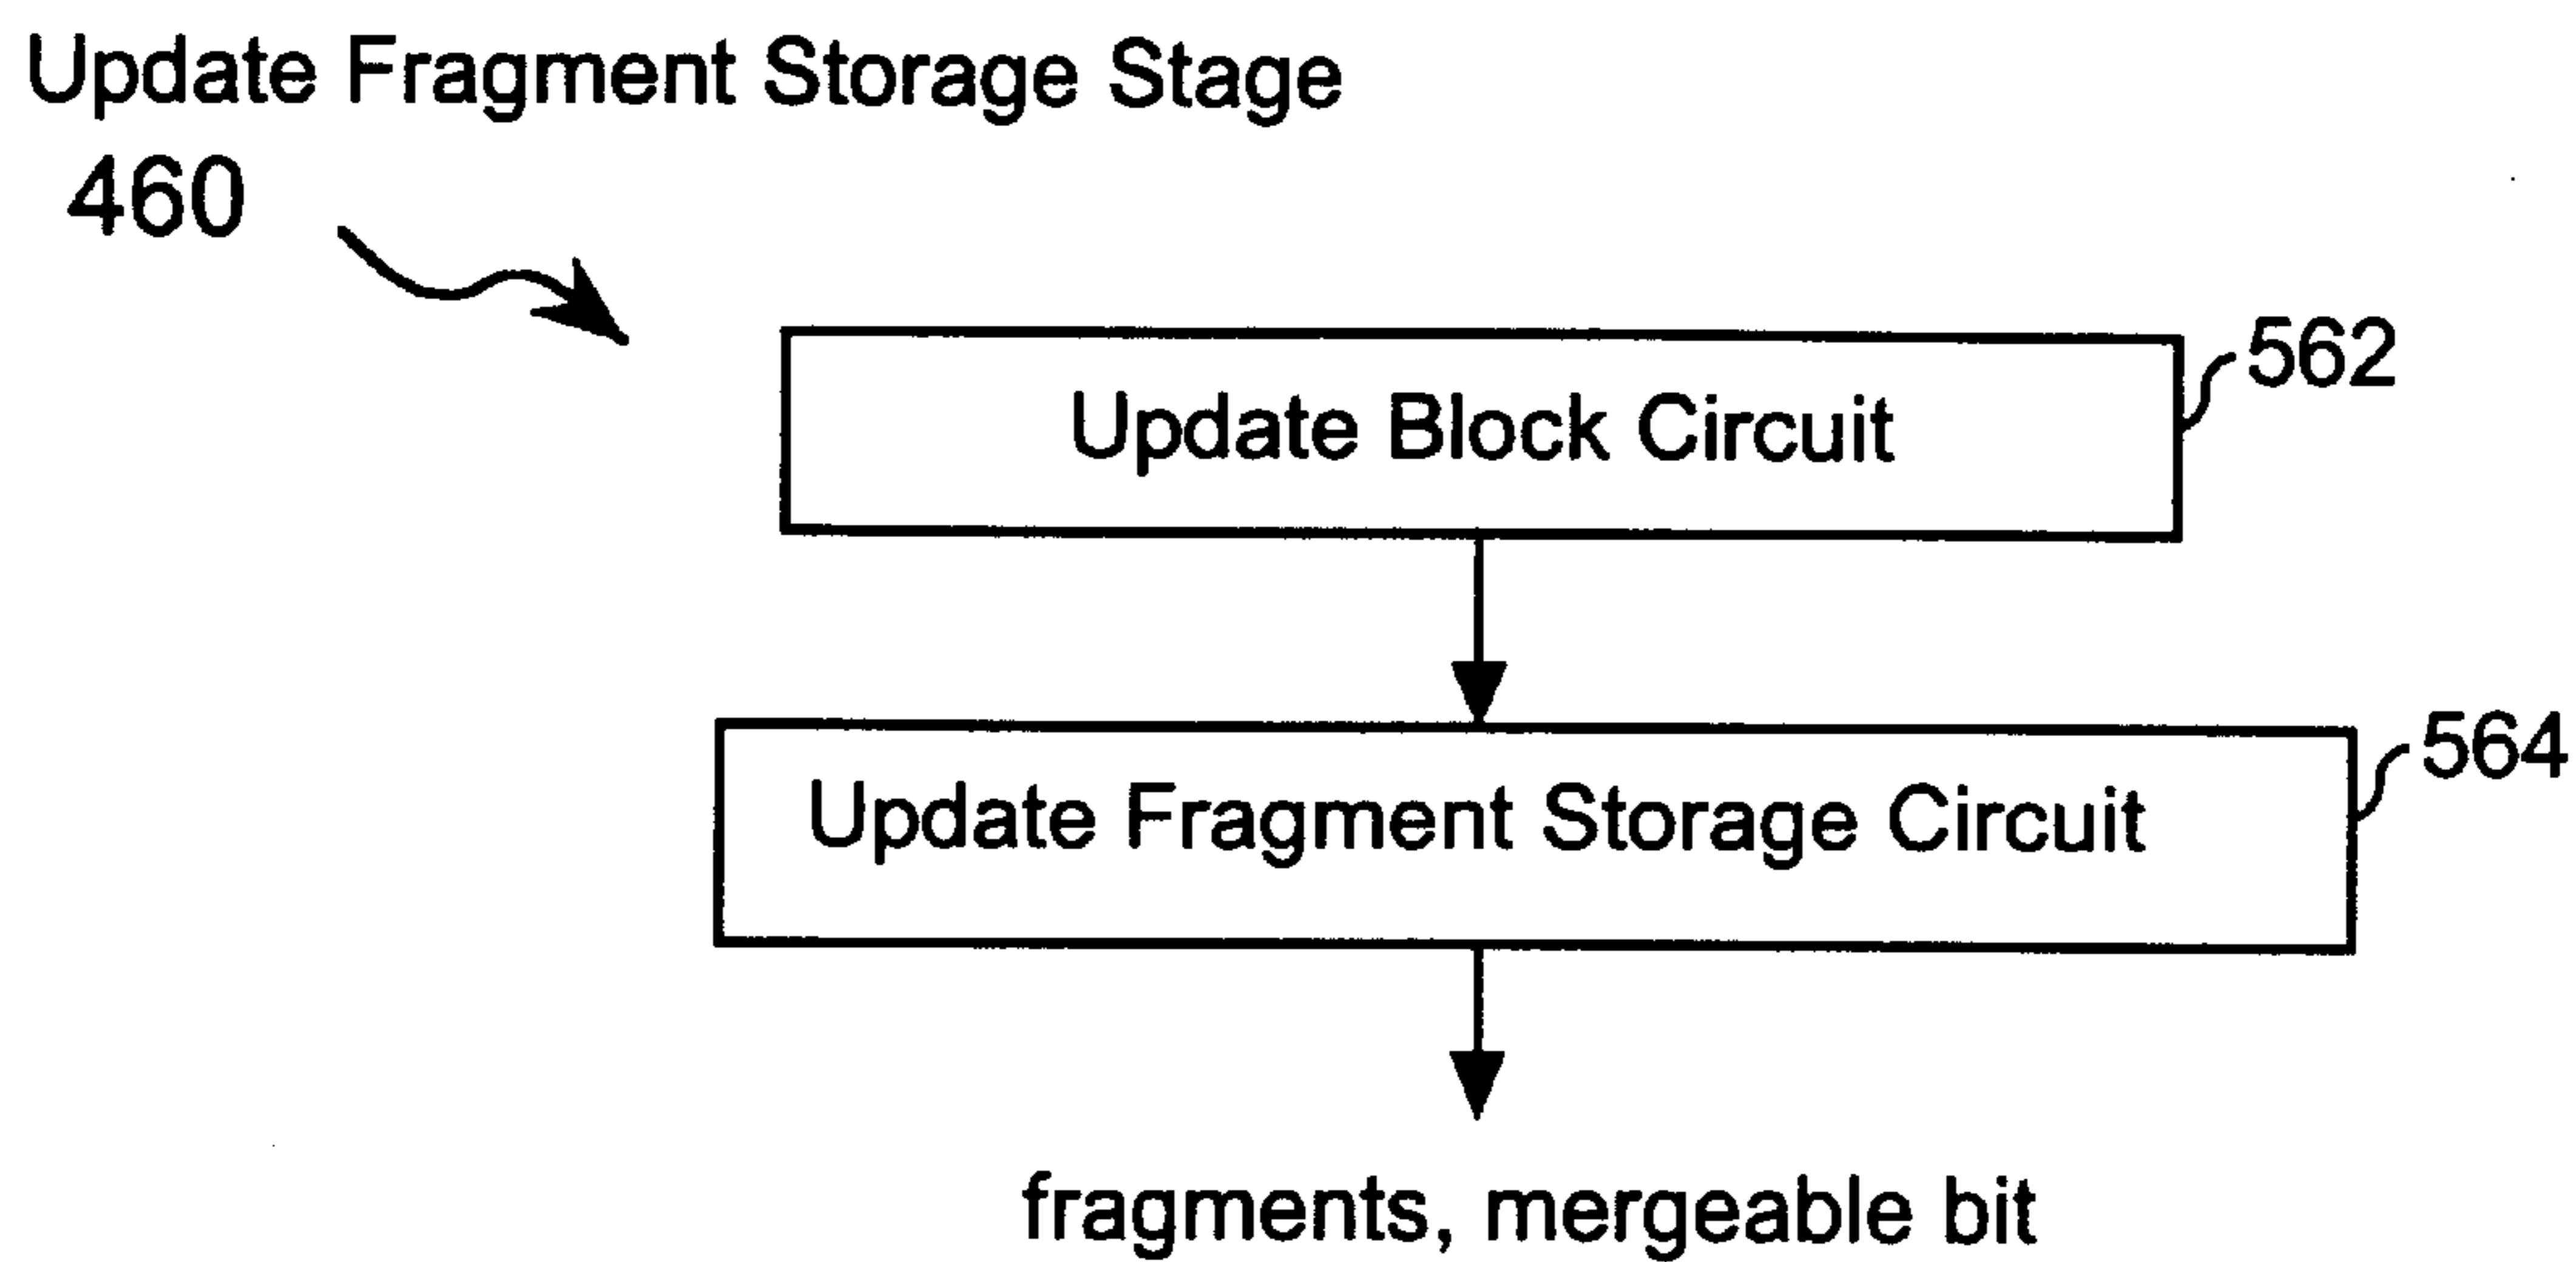 Update Fragment Storage Stage
460
562
Update Block Circuit
564
Update Fragment Storage Circuit
fragments, mergeable bit